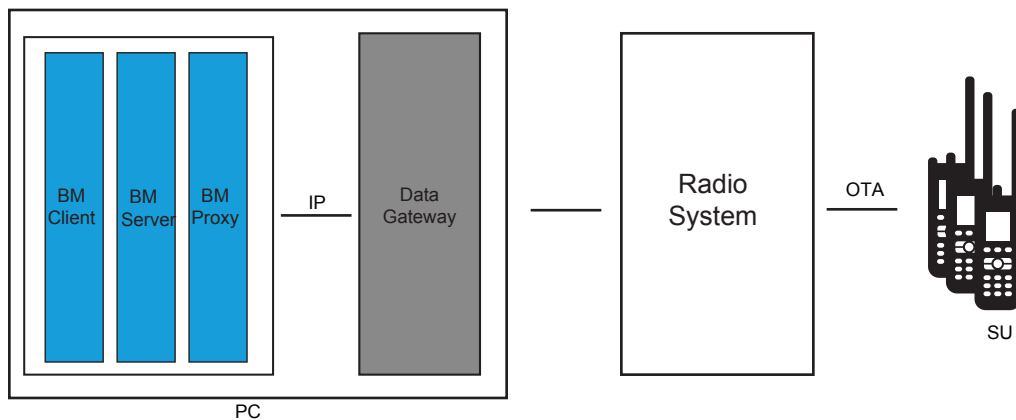 BM
Client
BM
Server
BM
Proxy
IP
Data
Gateway
Radio
System
OTA
SU
PC